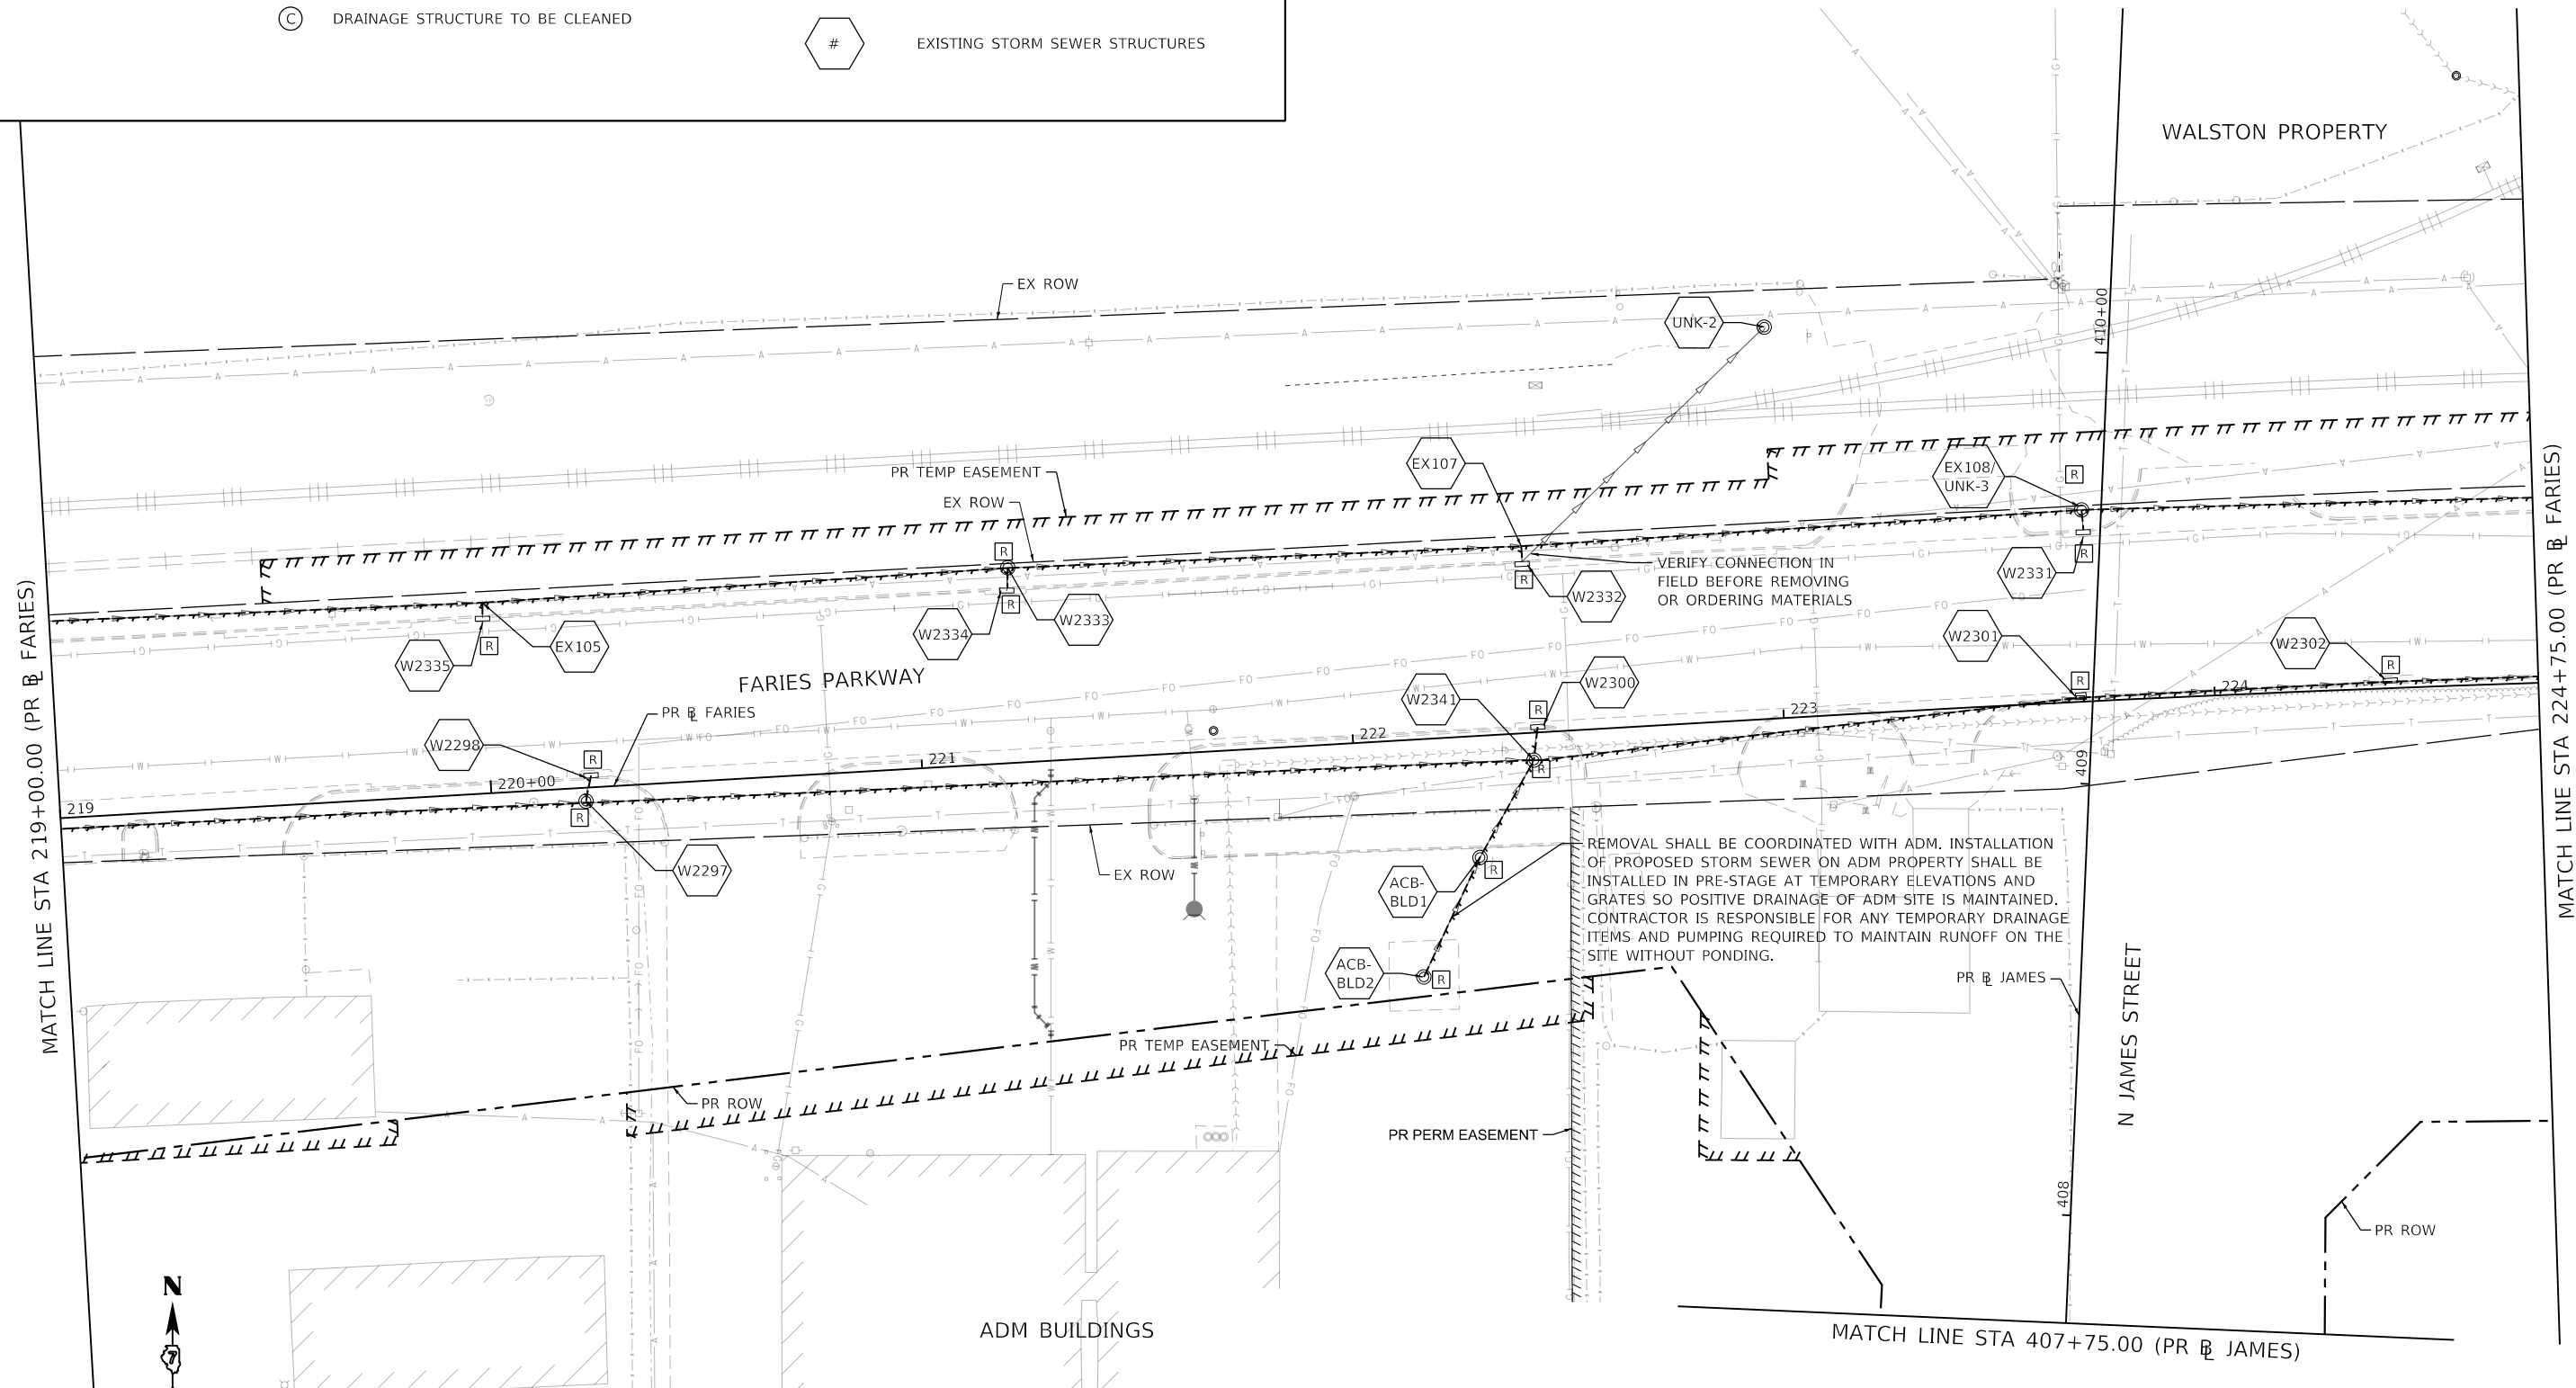 C DRAINAGE STRUCTURE TO BE CLEANED
# EXISTING STORM SEWER STRUCTURES
WALSTON PROPERTY
EX ROW
UNK-2
410+00
EX107
PR TEMP EASEMENT
EX ROW
EX108/
UNK-3
R
R
R
R
R
R
VERIFY CONNECTION IN
FIELD BEFORE REMOVING
OR ORDERING MATERIALS
W2331
W2332
W2333
W2334
EX105
W2335
R
W2301
W2302
R
R
FARIES PARKWAY
W2300
W2341
R
R
224
223
222
221
220+00
219
PR BL FARIES
W2298
R
R
W2297
409
EX ROW
REMOVAL SHALL BE COORDINATED WITH ADM. INSTALLATION
OF PROPOSED STORM SEWER ON ADM PROPERTY SHALL BE
INSTALLED IN PRE-STAGE AT TEMPORARY ELEVATIONS AND
GRATES SO POSITIVE DRAINAGE OF ADM SITE IS MAINTAINED.
CONTRACTOR IS RESPONSIBLE FOR ANY TEMPORARY DRAINAGE
ITEMS AND PUMPING REQUIRED TO MAINTAIN RUNOFF ON THE
SITE WITHOUT PONDING.
ACB-
BLD1
R
ACB-
BLD2
R
PR BL JAMES
N JAMES STREET
PR TEMP EASEMENT
PR ROW
PR PERM EASEMENT
408
PR ROW
N
7
ADM BUILDINGS
MATCH LINE STA 407+75.00 (PR BL JAMES)
MATCH LINE STA 219+00.00 (PR BL FARIES)
MATCH LINE STA 224+75.00 (PR BL FARIES)